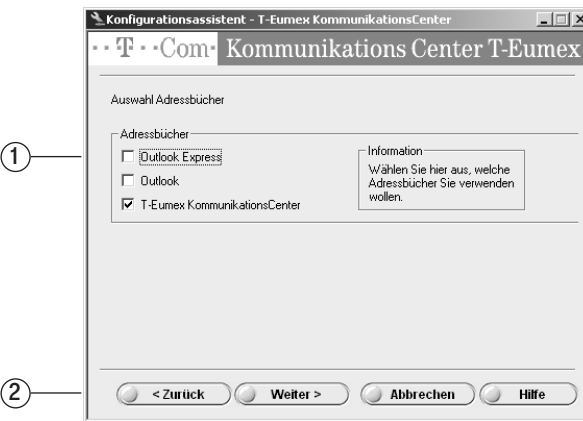 Konfigurationsassistent - T-Eumex KommunikationsCenter
··T··Com· Kommunikations Center T-Eumex
Auswahl Adressbücher
Adressbücher
1
Outlook Express
Outlook
T-Eumex KommunikationsCenter
Information
Wählen Sie hier aus, welche
Adressbücher Sie verwenden
wollen.
2
< Zurück
Weiter >
Abbrechen
Hilfe